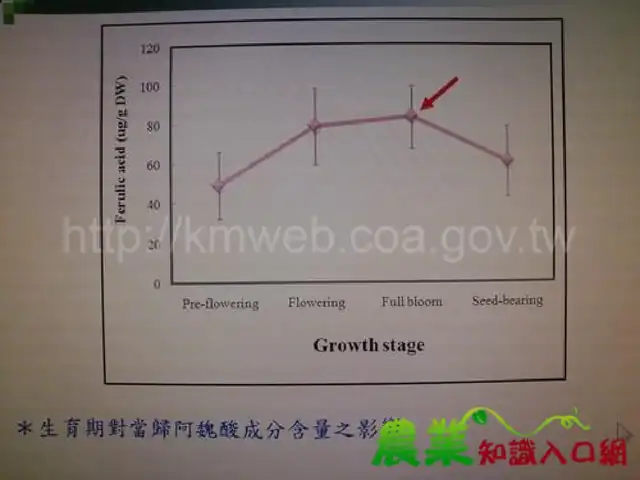 120
100
80
60
40
20
0
Ferulic acid (ug/g DW)
Pre-flowering Flowering Full bloom Seed-bearing
Growth stage
http://kmweb.coa.gov.tw
＊生育期對當歸阿魏酸成分含量之影響
農業知識入口網